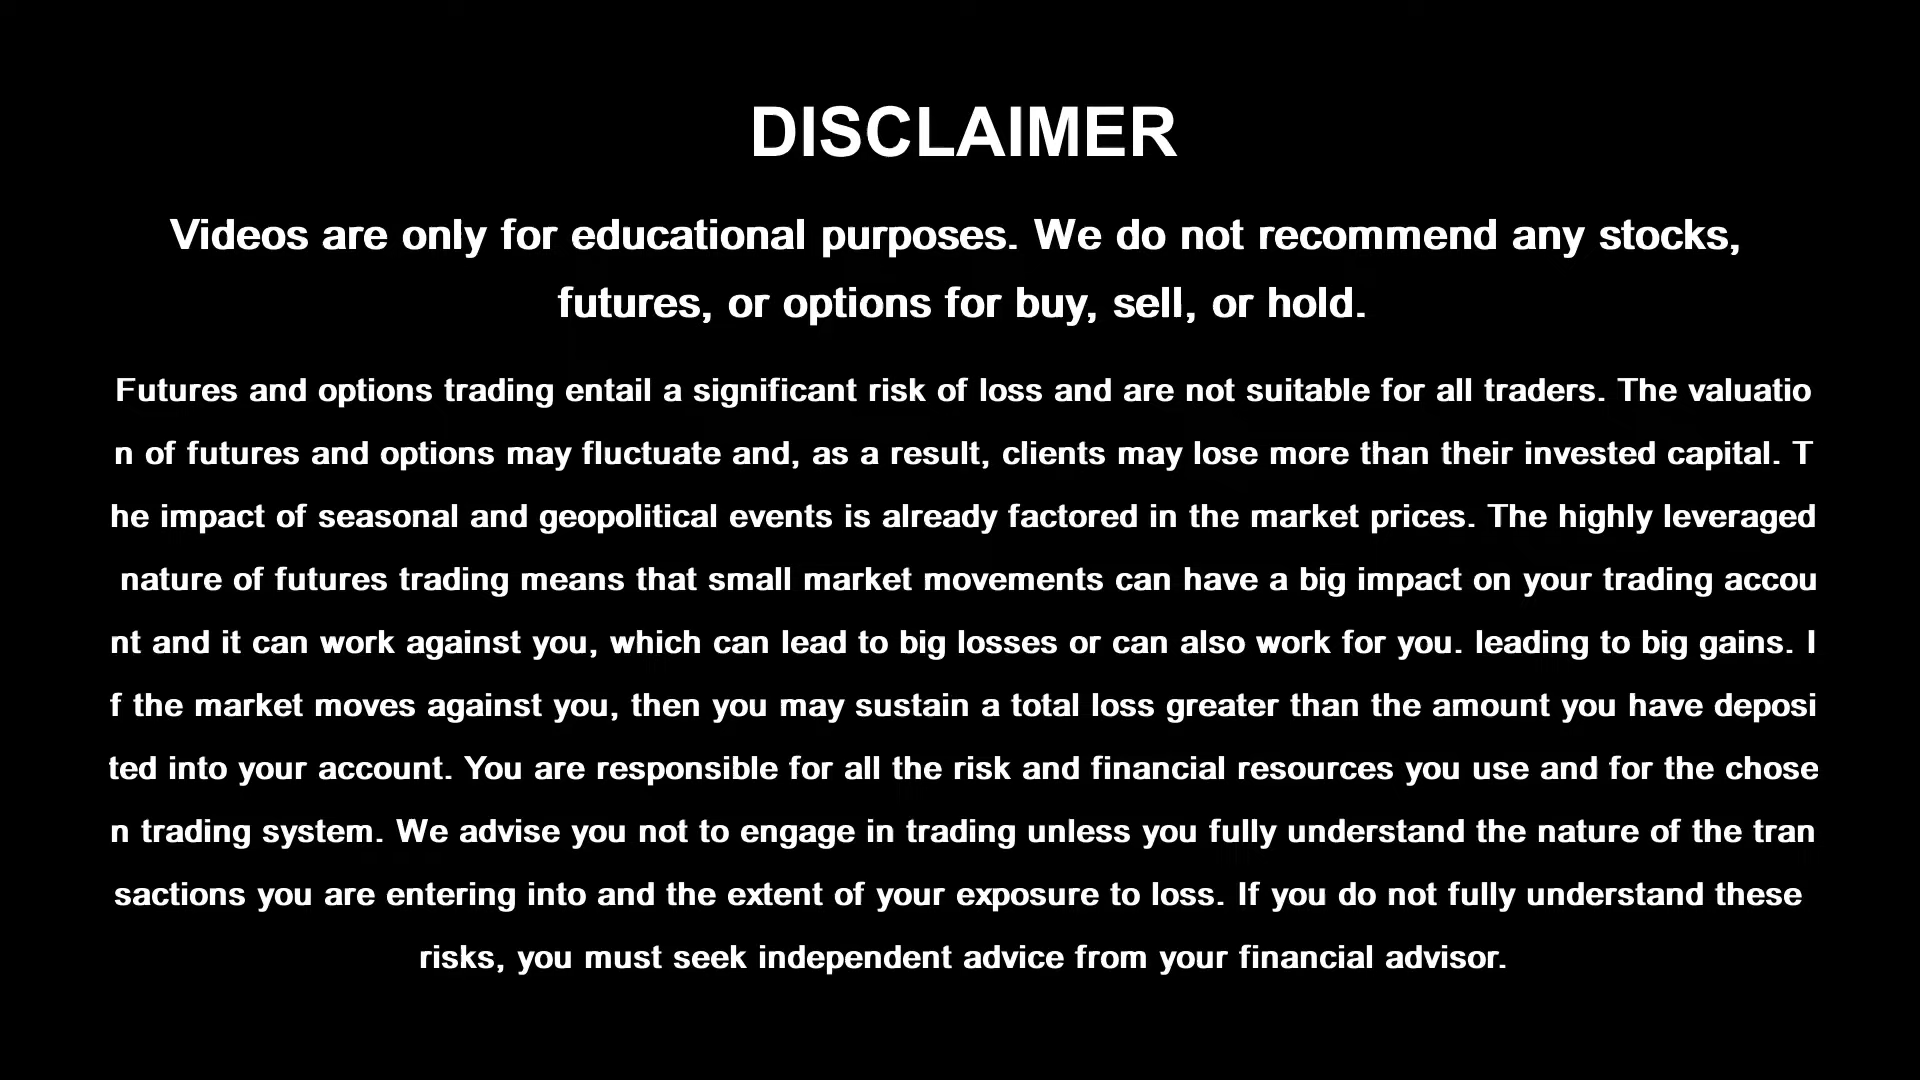 DISCLAIMER
Videos are only for educational purposes. We do not recommend any stocks,
futures, or options for buy, sell, or hold.
Futures and options trading entail a significant risk of loss and are not suitable for all traders. The valuatio
n of futures and options may fluctuate and, as a result, clients may lose more than their invested capital. T
he impact of seasonal and geopolitical events is already factored in the market prices. The highly leveraged
nature of futures trading means that small market movements can have a big impact on your trading accou
nt and it can work against you, which can lead to big losses or can also work for you. leading to big gains. I
f the market moves against you, then you may sustain a total loss greater than the amount you have deposi
ted into your account. You are responsible for all the risk and financial resources you use and for the chose
n trading system. We advise you not to engage in trading unless you fully understand the nature of the tran
sactions you are entering into and the extent of your exposure to loss. If you do not fully understand these
risks, you must seek independent advice from your financial advisor.